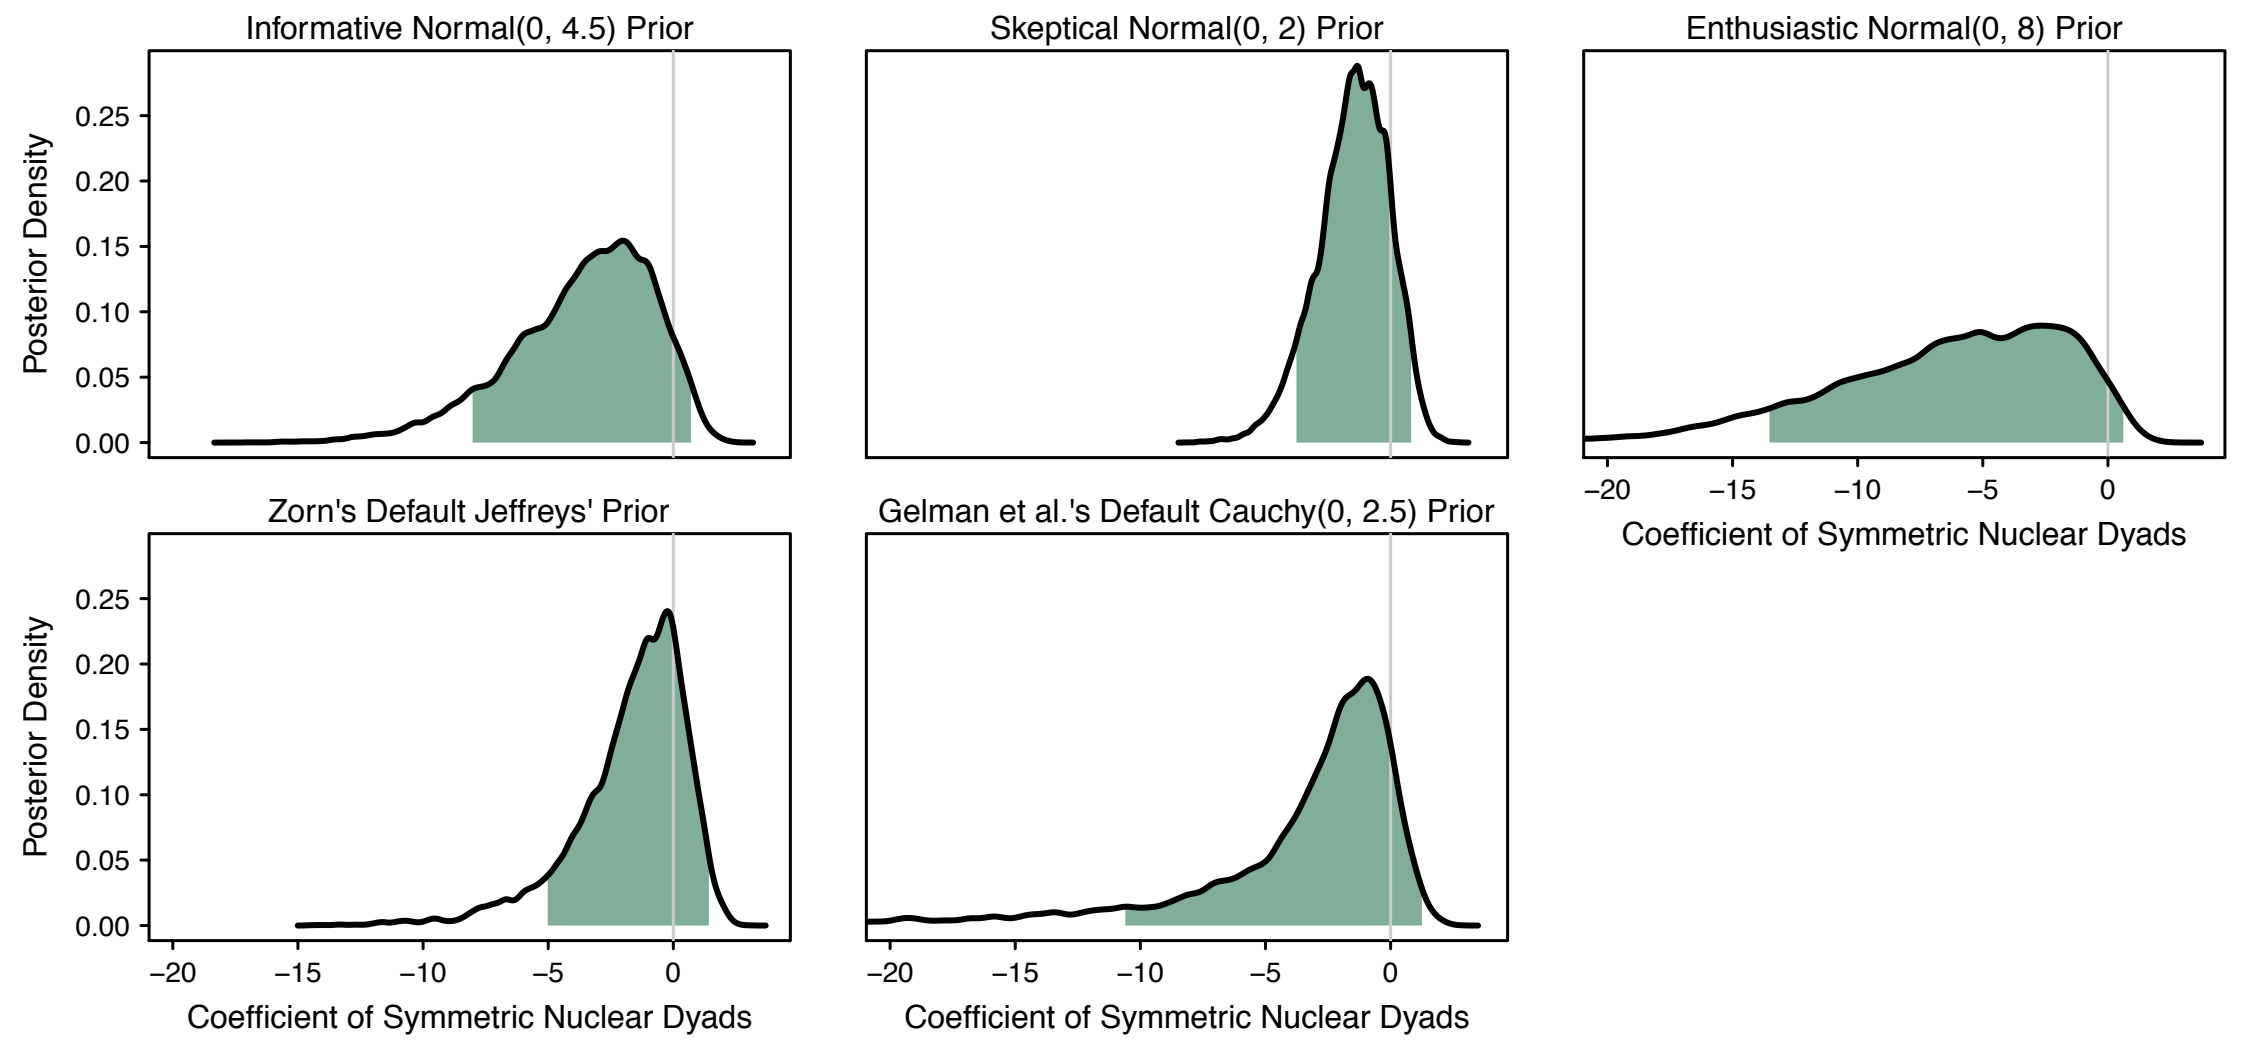 Informative Normal(0, 4.5) Prior
Skeptical Normal(0, 2) Prior
Enthusiastic Normal(0, 8) Prior
Posterior Density
0.25
0.20
0.15
0.10
0.05
0.00
−20 −15 −10 −5 0
Coefficient of Symmetric Nuclear Dyads
Zorn's Default Jeffreys' Prior
Gelman et al.'s Default Cauchy(0, 2.5) Prior
Posterior Density
0.25
0.20
0.15
0.10
0.05
0.00
−20 −15 −10 −5 0
Coefficient of Symmetric Nuclear Dyads
−20 −15 −10 −5 0
Coefficient of Symmetric Nuclear Dyads